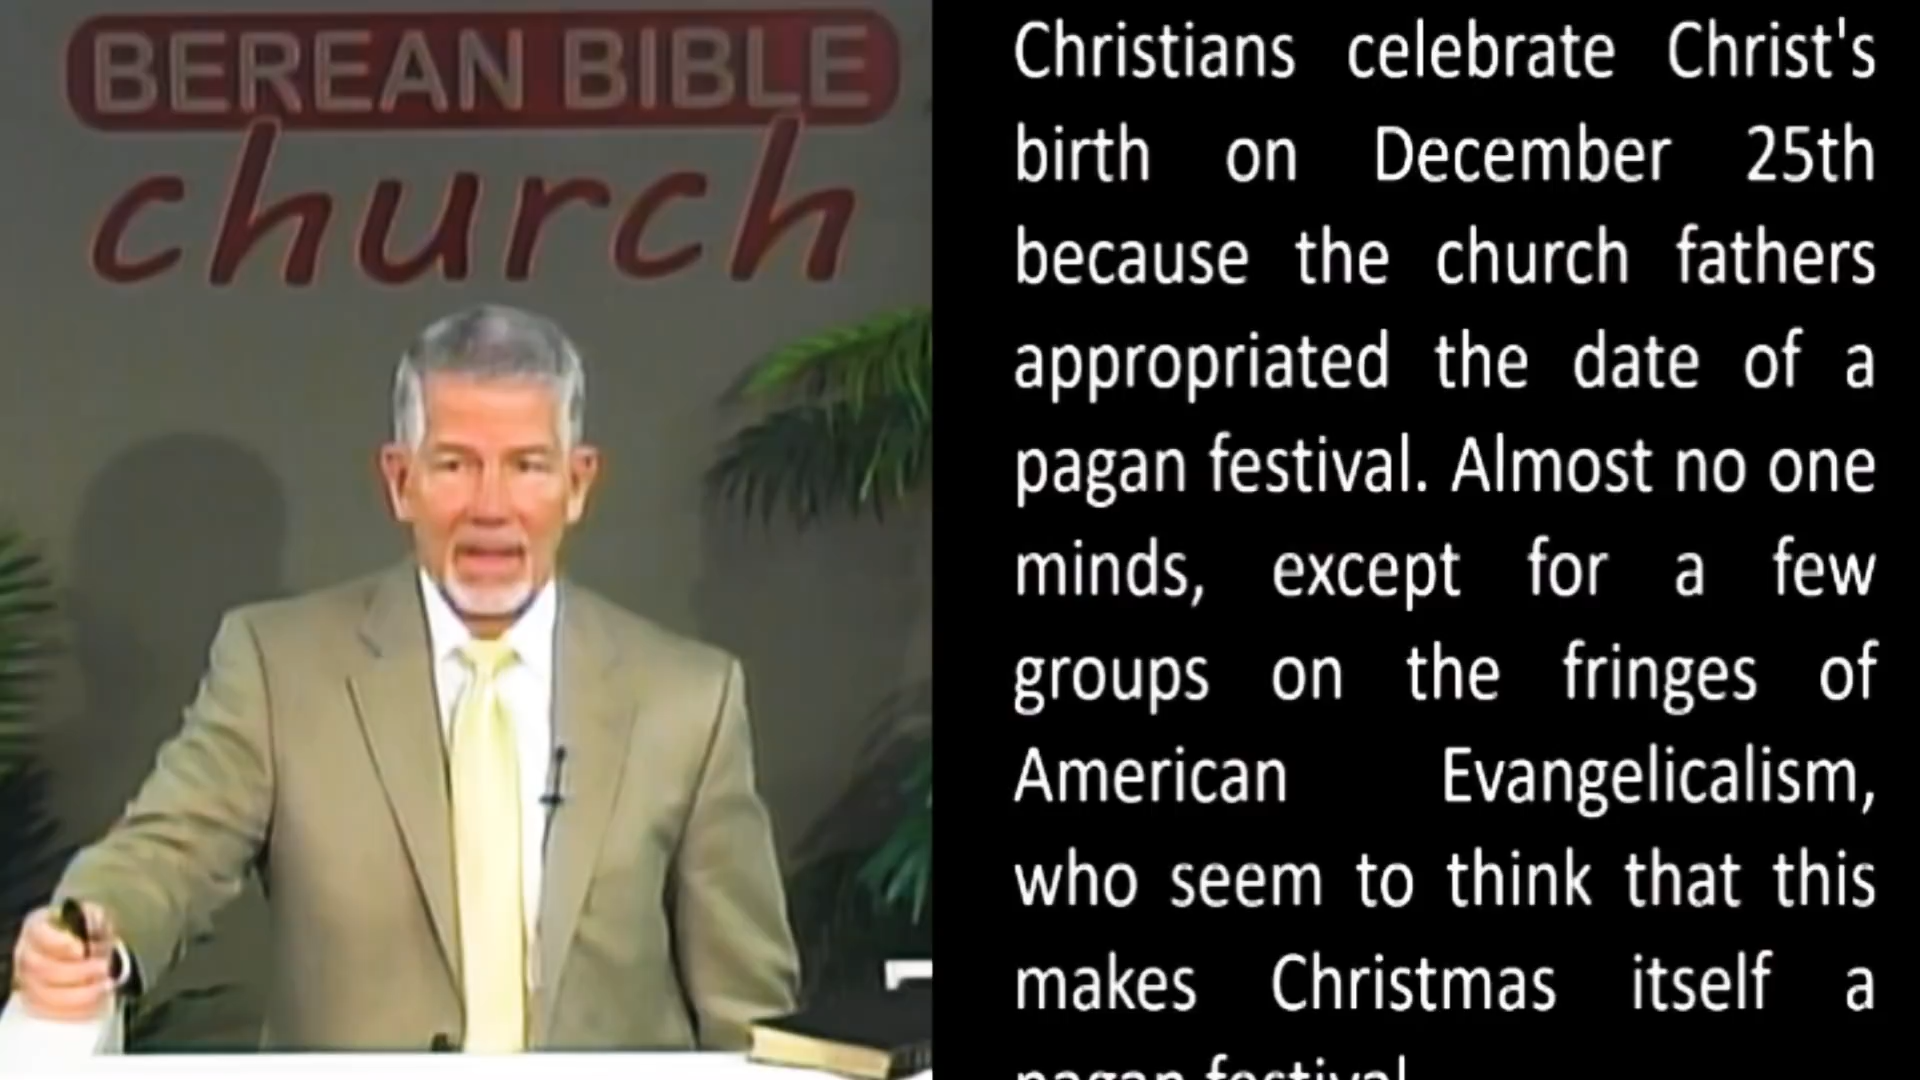 BEREAN BIBLE
church
Christians celebrate Christ's
birth on December 25th
because the church fathers
appropriated the date of a
pagan festival. Almost no one
minds, except for a few
groups on the fringes of
American Evangelicalism,
who seem to think that this
makes Christmas itself a
pagan festival.